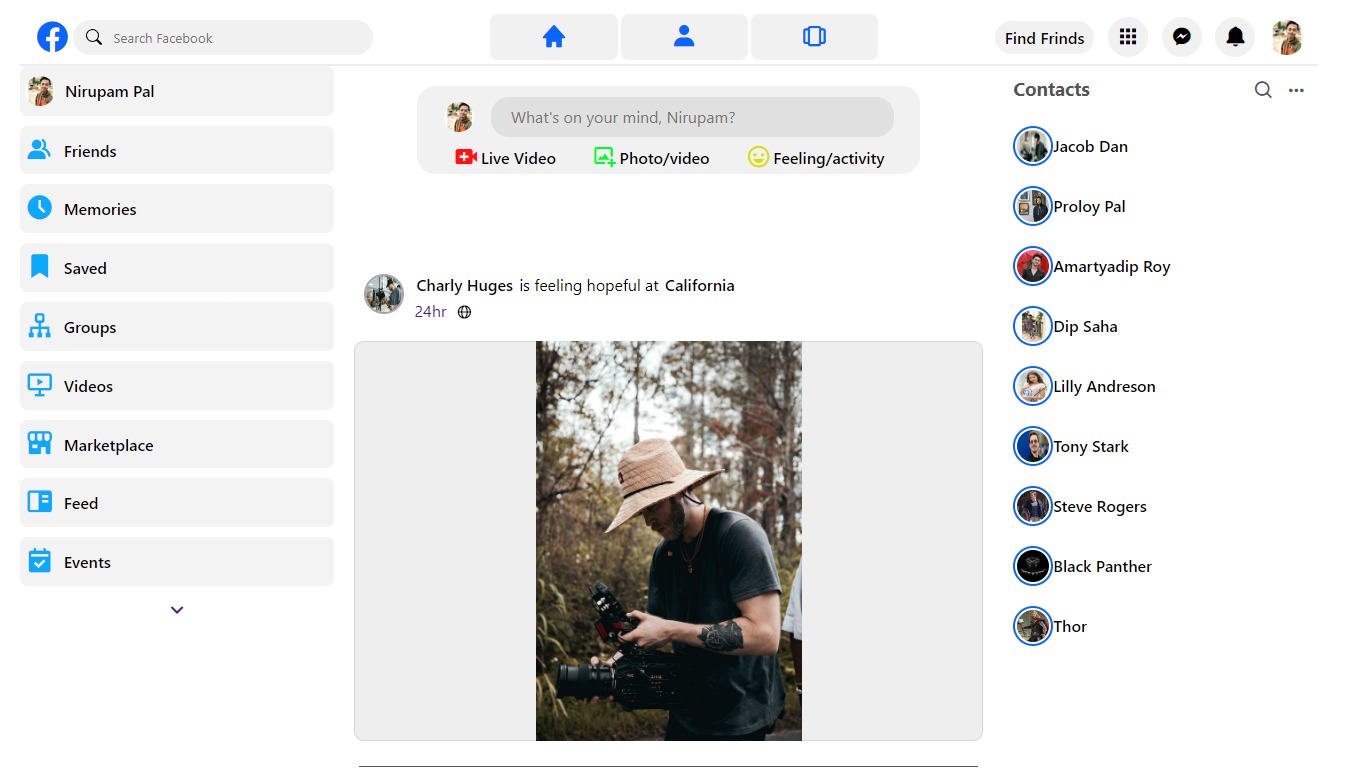 Search Facebook
Find Frinds
Nirupam Pal
Friends
Memories
Saved
Groups
Videos
Marketplace
Feed
Events
What's on your mind, Nirupam?
Live Video Photo/video Feeling/activity
Charly Huges is feeling hopeful at California
24hr
Contacts
Jacob Dan
Proloy Pal
Amartyadip Roy
Dip Saha
Lilly Andreson
Tony Stark
Steve Rogers
Black Panther
Thor